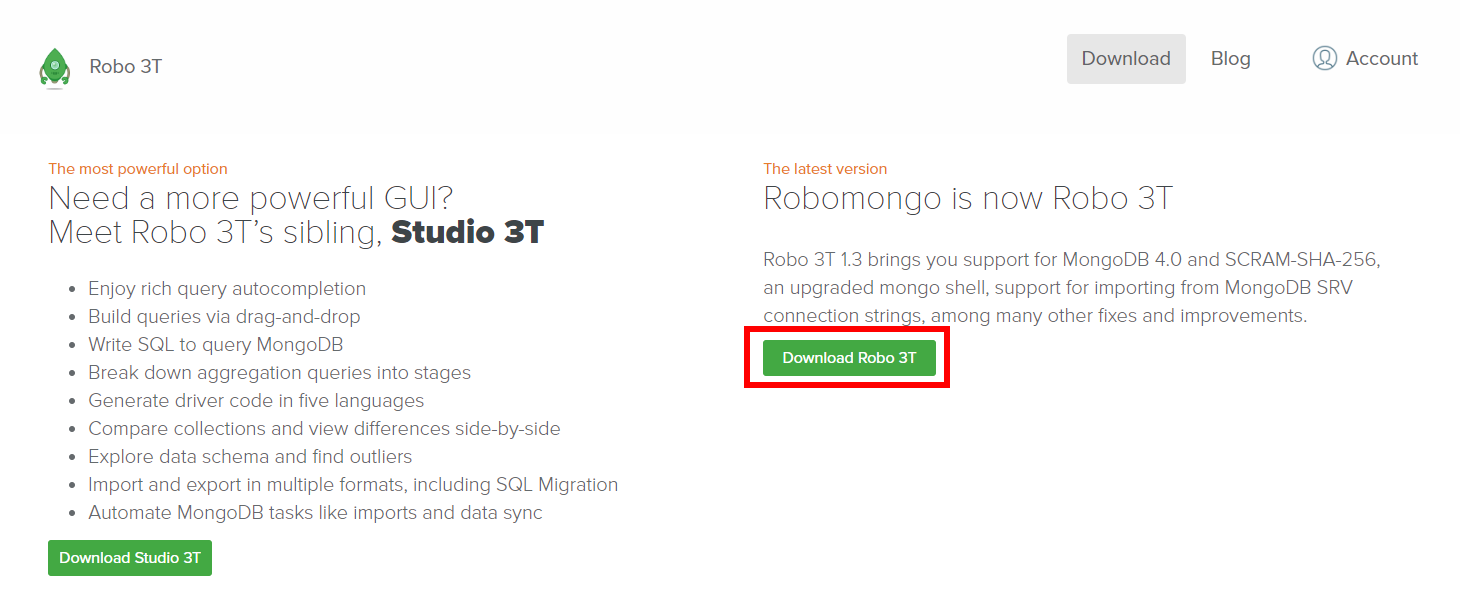 Robo 3T
Download
Blog
Account
The most powerful option
Need a more powerful GUI?
Meet Robo 3T’s sibling, Studio 3T
Enjoy rich query autocompletion
Build queries via drag-and-drop
Write SQL to query MongoDB
Break down aggregation queries into stages
Generate driver code in five languages
Compare collections and view differences side-by-side
Explore data schema and find outliers
Import and export in multiple formats, including SQL Migration
Automate MongoDB tasks like imports and data sync
Download Studio 3T
The latest version
Robomongo is now Robo 3T
Robo 3T 1.3 brings you support for MongoDB 4.0 and SCRAM-SHA-256,
an upgraded mongo shell, support for importing from MongoDB SRV
connection strings, among many other fixes and improvements.
Download Robo 3T